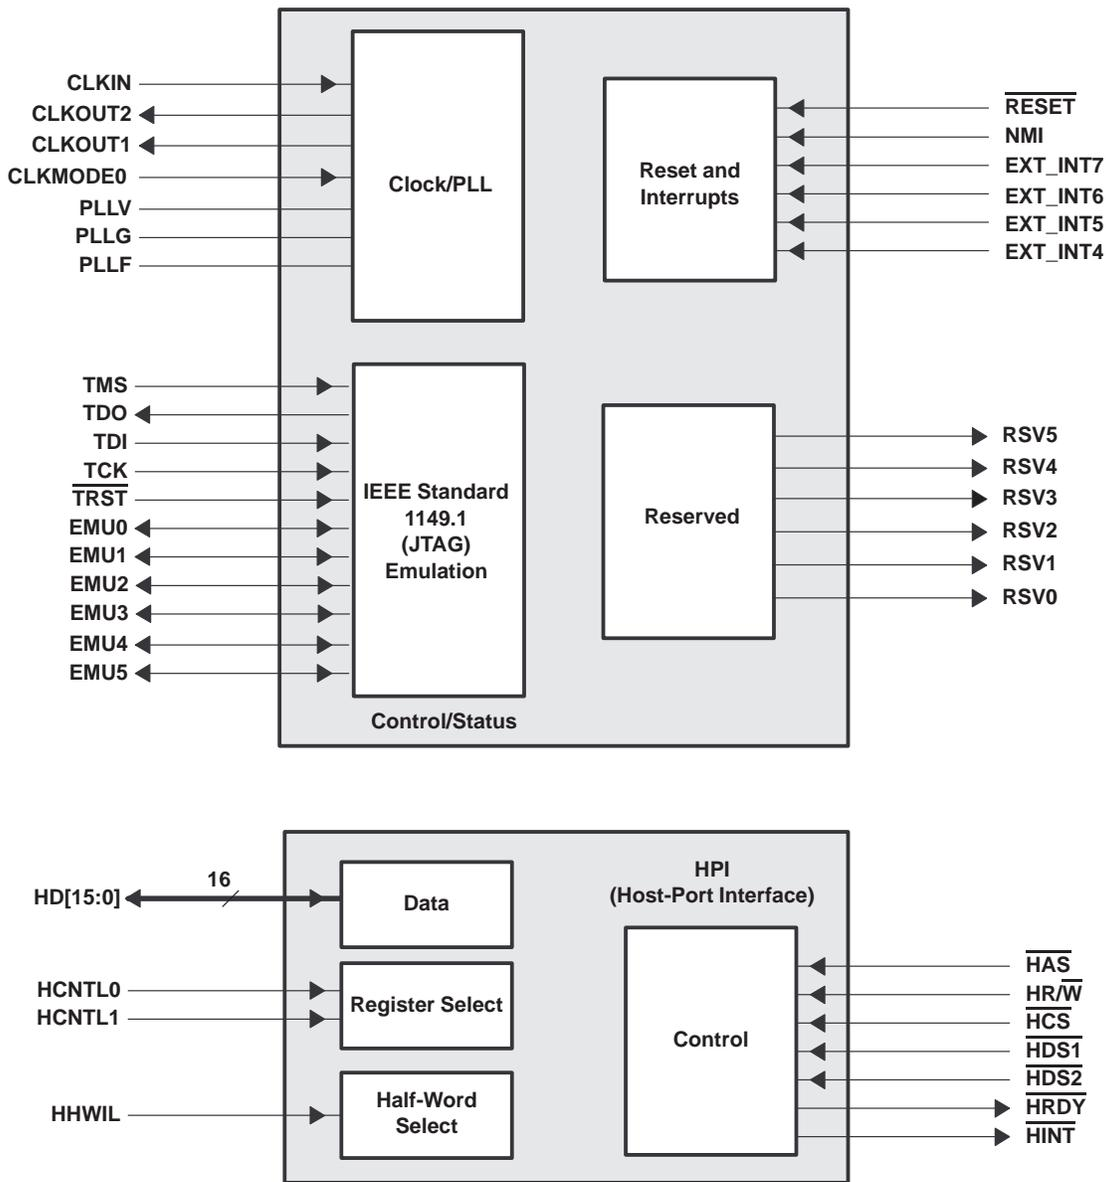 CLKIN
CLKOUT2
CLKOUT1
CLKMODE0
PLLV
PLLG
PLLF
Clock/PLL
Reset and
Interrupts
RESET
NMI
EXT_INT7
EXT_INT6
EXT_INT5
EXT_INT4
TMS
TDO
TDI
TCK
TRST
EMU0
EMU1
EMU2
EMU3
EMU4
EMU5
IEEE Standard
1149.1
(JTAG)
Emulation
Reserved
RSV5
RSV4
RSV3
RSV2
RSV1
RSV0
Control/Status
HD[15:0]
16
Data
HPI
(Host-Port Interface)
HCNTL0
HCNTL1
Register Select
HHWIL
Half-Word
Select
Control
HAS
HR/W
HCS
HDS1
HDS2
HRDY
HINT